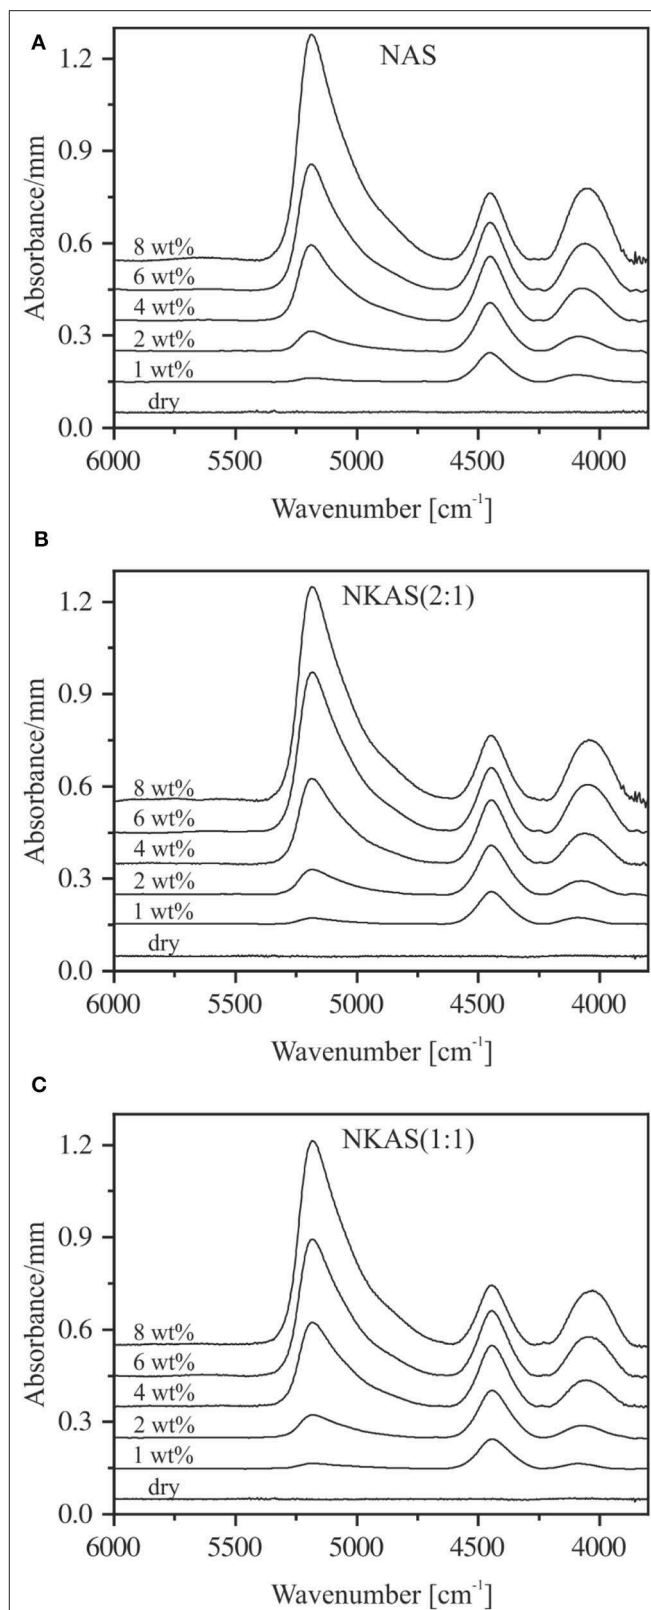 A
NAS
1.2
0.9
0.6
0.3
0.0
Absorbance/mm
8 wt%
6 wt%
4 wt%
2 wt%
1 wt%
dry
6000 5500 5000 4500 4000
Wavenumber [cm-1]
B
NKAS(2:1)
1.2
0.9
0.6
0.3
0.0
Absorbance/mm
8 wt%
6 wt%
4 wt%
2 wt%
1 wt%
dry
6000 5500 5000 4500 4000
Wavenumber [cm-1]
C
NKAS(1:1)
1.2
0.9
0.6
0.3
0.0
Absorbance/mm
8 wt%
6 wt%
4 wt%
2 wt%
1 wt%
dry
6000 5500 5000 4500 4000
Wavenumber [cm-1]